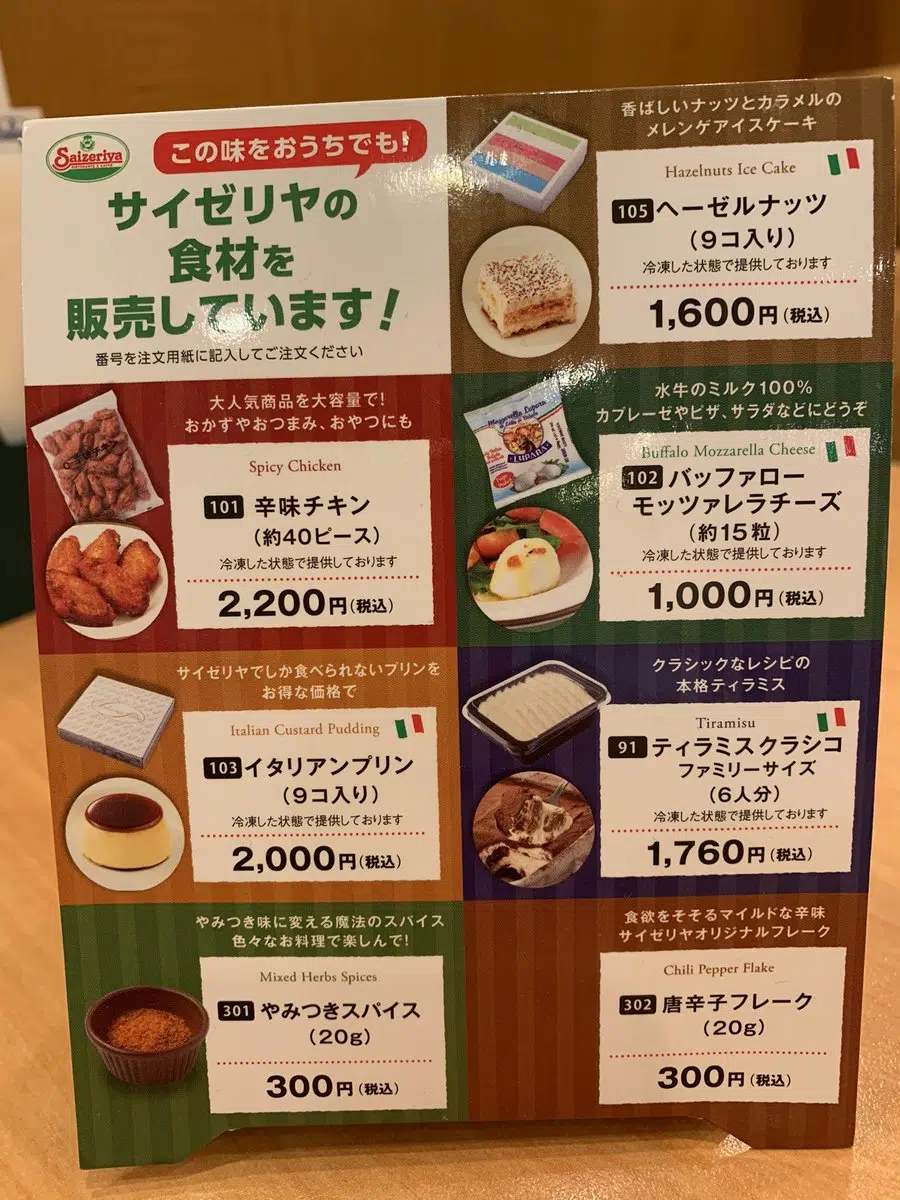 Saizeriya
RISTORANTE E CAFFÈ
この味をおうちでも!
サイゼリヤの
食材を
販売しています!
番号を注文用紙に記入してご注文ください
香ばしいナッツとカラメルの
メレンゲアイスケーキ
Hazelnuts Ice Cake
105 ヘーゼルナッツ
(9コ入り)
冷凍した状態で提供しております
1,600円(税込)
大人気商品を大容量で!
おかずやおつまみ、おやつにも
Spicy Chicken
101 辛味チキン
(約40ピース)
冷凍した状態で提供しております
2,200円(税込)
水牛のミルク100%
カプレーゼやピザ、サラダなどにどうぞ
Mozzarella Lupara
Latte di Bufala
LUPARA
Buffalo Mozzarella Cheese
102 バッファロー
モッツァレラチーズ
(約15粒)
冷凍した状態で提供しております
1,000円(税込)
サイゼリヤでしか食べられないプリンを
お得な価格で
Italian Custard Pudding
103 イタリアンプリン
(9コ入り)
冷凍した状態で提供しております
2,000円(税込)
クラシックなレシピの
本格ティラミス
Tiramisu
91 ティラミスクラシコ
ファミリーサイズ
(6人分)
冷凍した状態で提供しております
1,760円(税込)
やみつき味に変える魔法のスパイス
色々なお料理で楽しんで!
Mixed Herbs Spices
301 やみつきスパイス
(20g)
300円(税込)
食欲をそそるマイルドな辛味
サイゼリヤオリジナルフレーク
Chili Pepper Flake
302 唐辛子フレーク
(20g)
300円(税込)